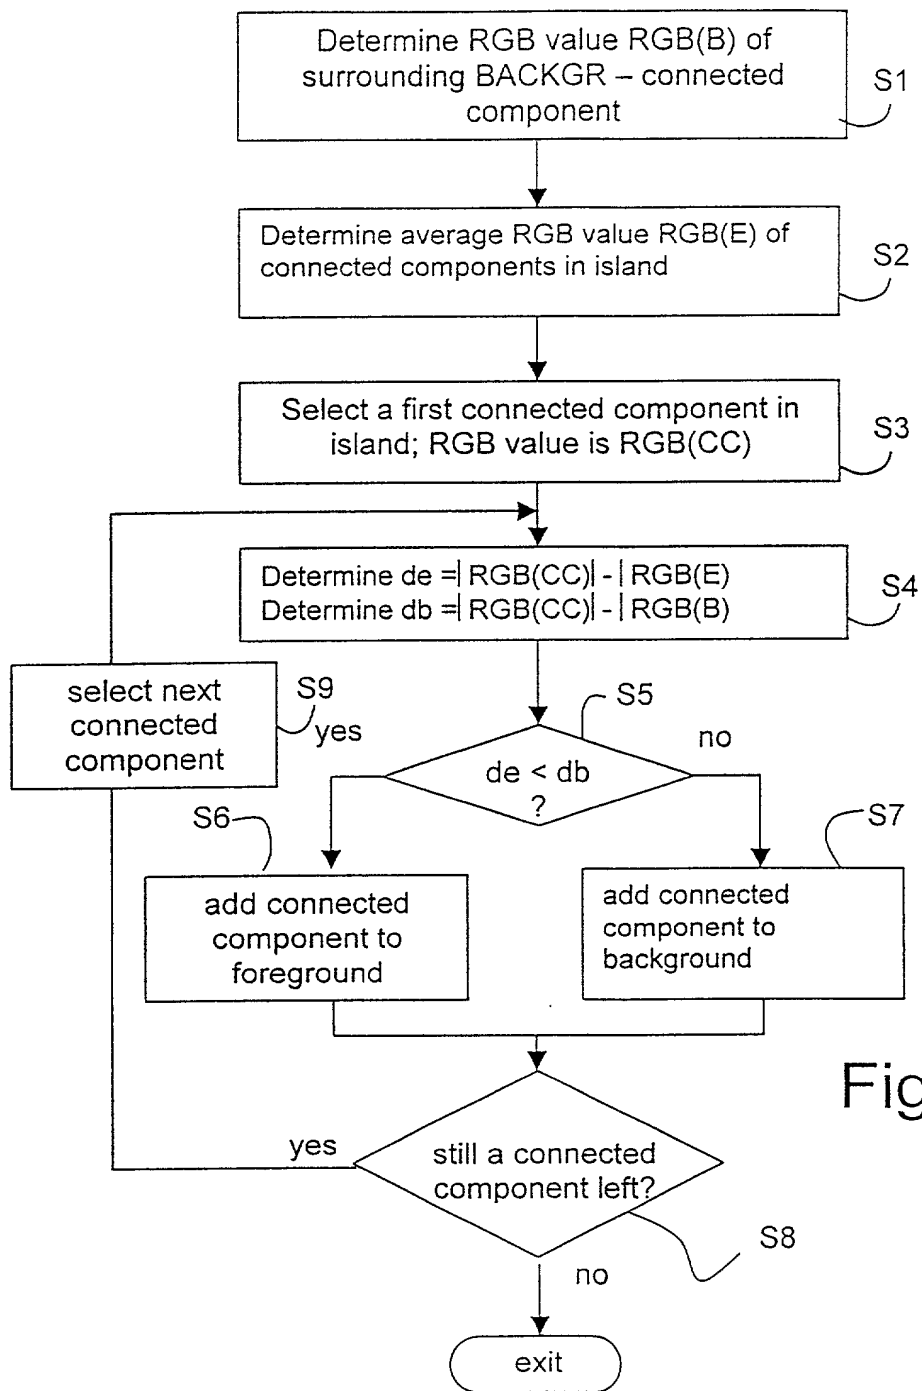 Determine RGB value RGB(B) of
surrounding BACKGR – connected
component
S1
Determine average RGB value RGB(E) of
connected components in island
S2
Select a first connected component in
island; RGB value is RGB(CC)
S3
Determine de =| RGB(CC)| - | RGB(E)
Determine db =| RGB(CC)| - | RGB(B)
S4
select next
connected
component
S9
yes
S5
no
de < db
?
S6
S7
add connected
component to
foreground
add connected
component to
background
Fig
yes
still a connected
component left?
S8
no
exit